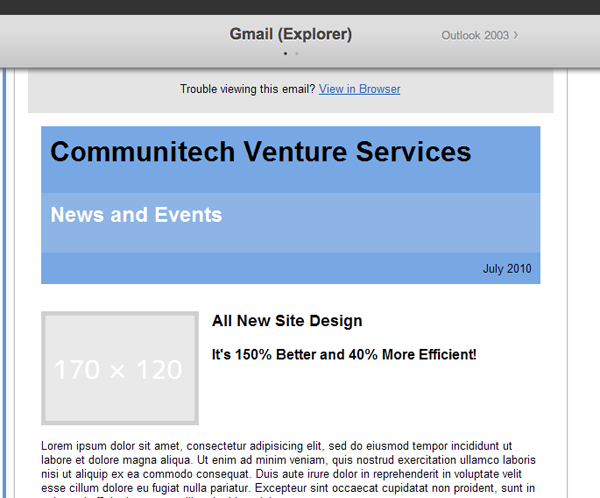 Gmail (Explorer)
Outlook 2003 ›
Trouble viewing this email? View in Browser
Communitech Venture Services
News and Events
July 2010
All New Site Design
It's 150% Better and 40% More Efficient!
170 × 120
Lorem ipsum dolor sit amet, consectetur adipisicing elit, sed do eiusmod tempor incididunt ut
labore et dolore magna aliqua. Ut enim ad minim veniam, quis nostrud exercitation ullamco laboris
nisi ut aliquip ex ea commodo consequat. Duis aute irure dolor in reprehenderit in voluptate velit
esse cillum dolore eu fugiat nulla pariatur. Excepteur sint occaecat cupidatat non proident, sunt in